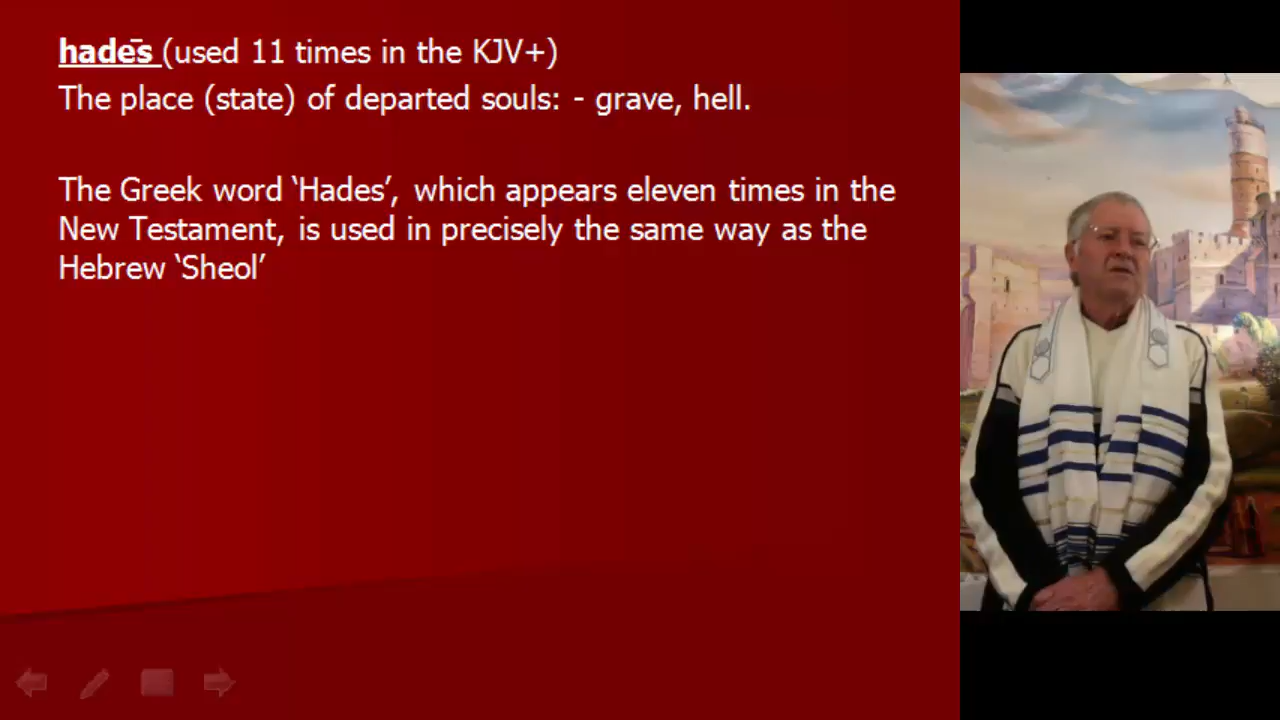 hadēs (used 11 times in the KJV+)
The place (state) of departed souls: - grave, hell.
The Greek word ‘Hades’, which appears eleven times in the
New Testament, is used in precisely the same way as the
Hebrew ‘Sheol’